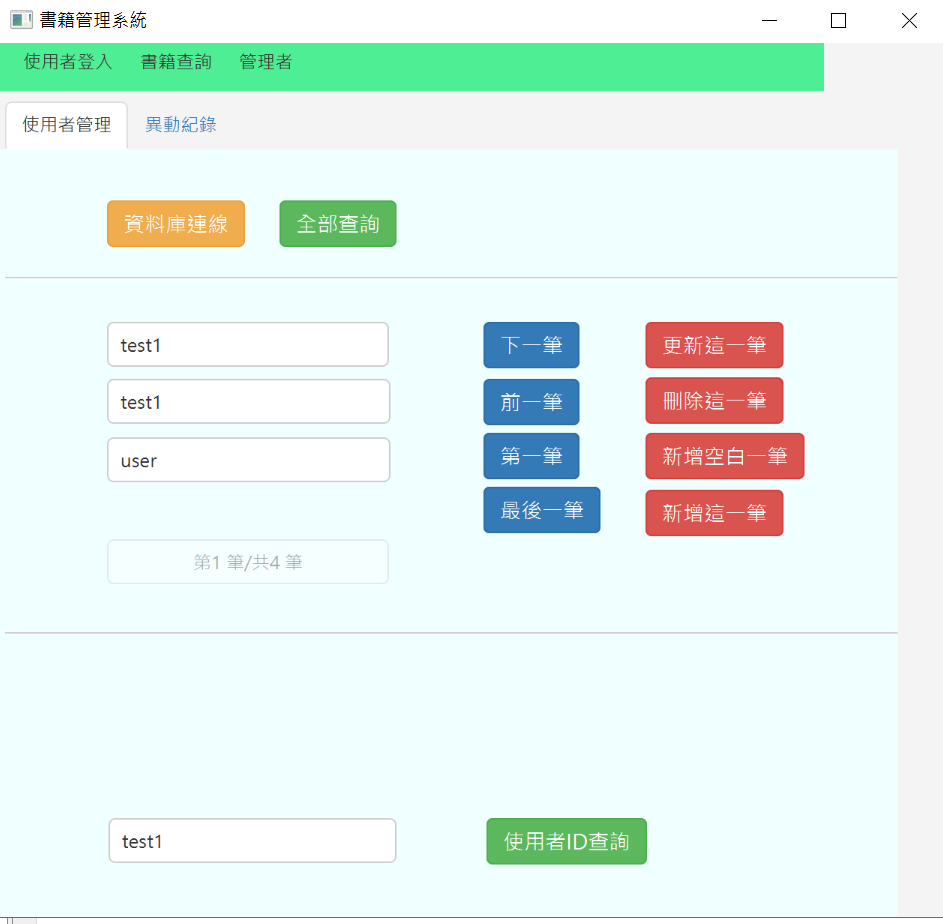 書籍管理系統
使用者登入 書籍查詢 管理者
使用者管理 異動紀錄
資料庫連線 全部查詢
test1 下一筆 更新這一筆
test1 前一筆 刪除這一筆
user 第一筆 新增空白一筆
最後一筆 新增這一筆
第1 筆/共4 筆
test1 使用者ID查詢